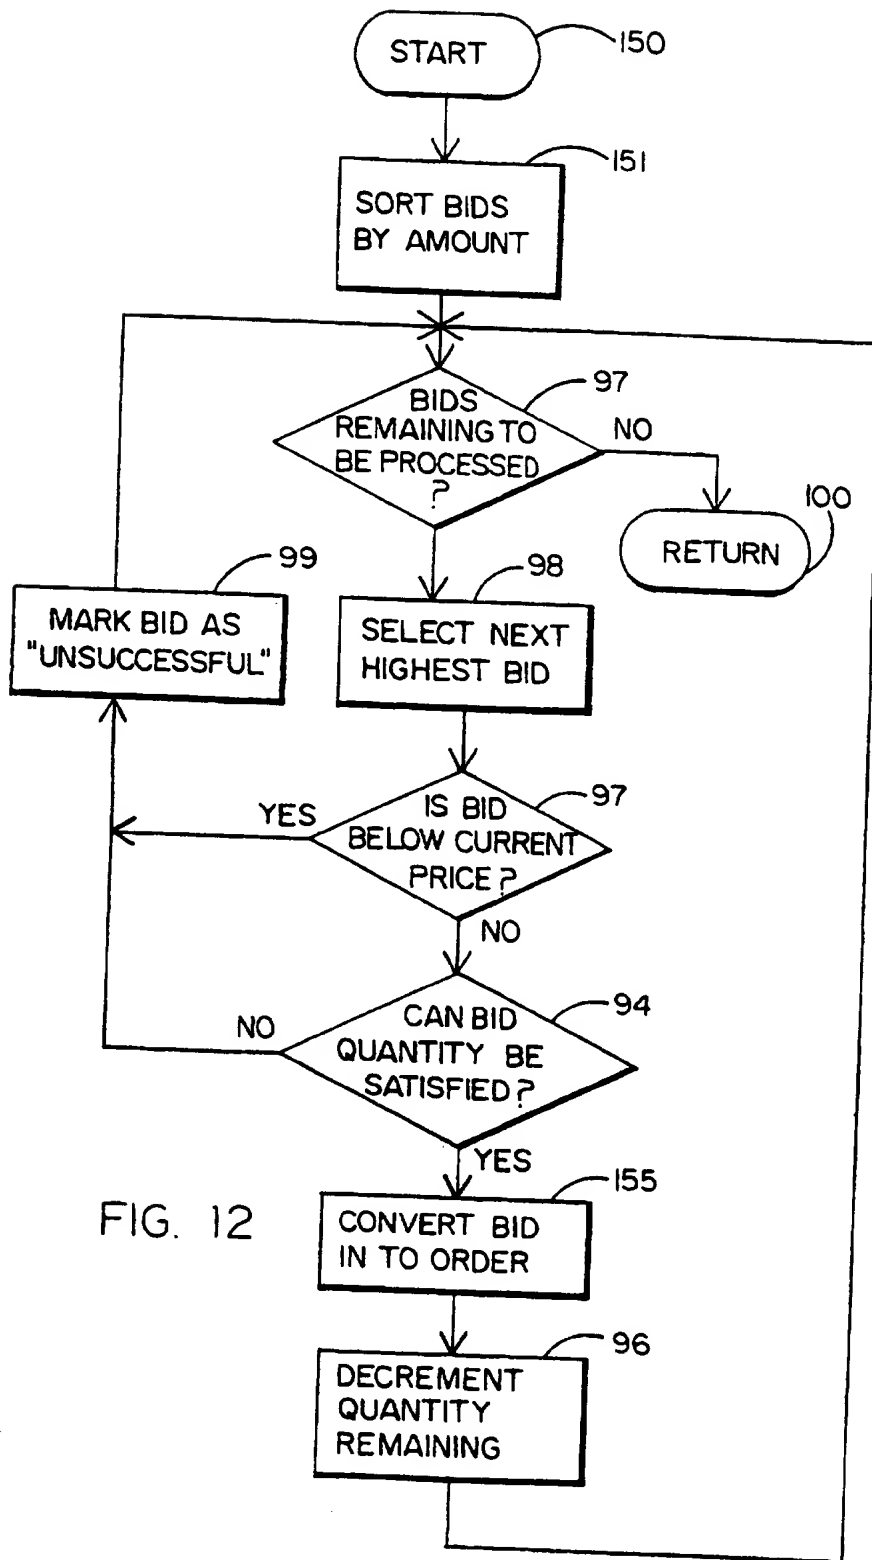 START
150
151
SORT BIDS
BY AMOUNT
97
BIDS
REMAINING TO
BE PROCESSED
?
NO
100
RETURN
99
MARK BID AS
"UNSUCCESSFUL"
98
SELECT NEXT
HIGHEST BID
97
YES
IS BID
BELOW CURRENT
PRICE?
NO
94
NO
CAN BID
QUANTITY BE
SATISFIED?
YES
155
FIG. 12
CONVERT BID
IN TO ORDER
96
DECREMENT
QUANTITY
REMAINING